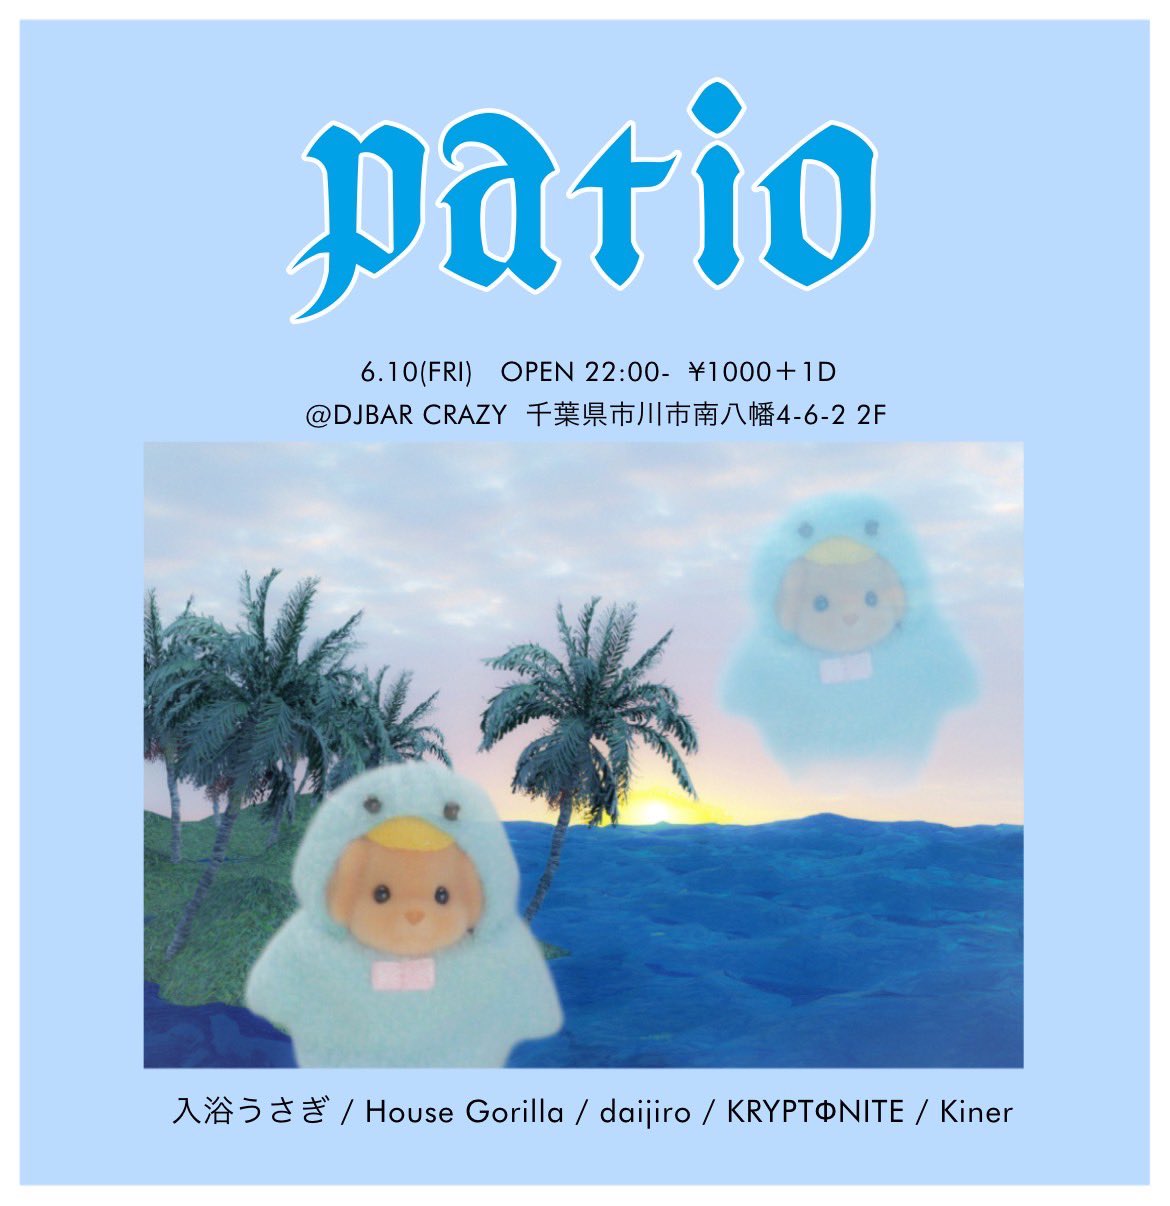 patio
6.10(FRI) OPEN 22:00- ¥1000＋1D
@DJBAR CRAZY 千葉県市川市南八幡4-6-2 2F
入浴うさぎ / House Gorilla / daijiro / KRYPTΦNITE / Kiner